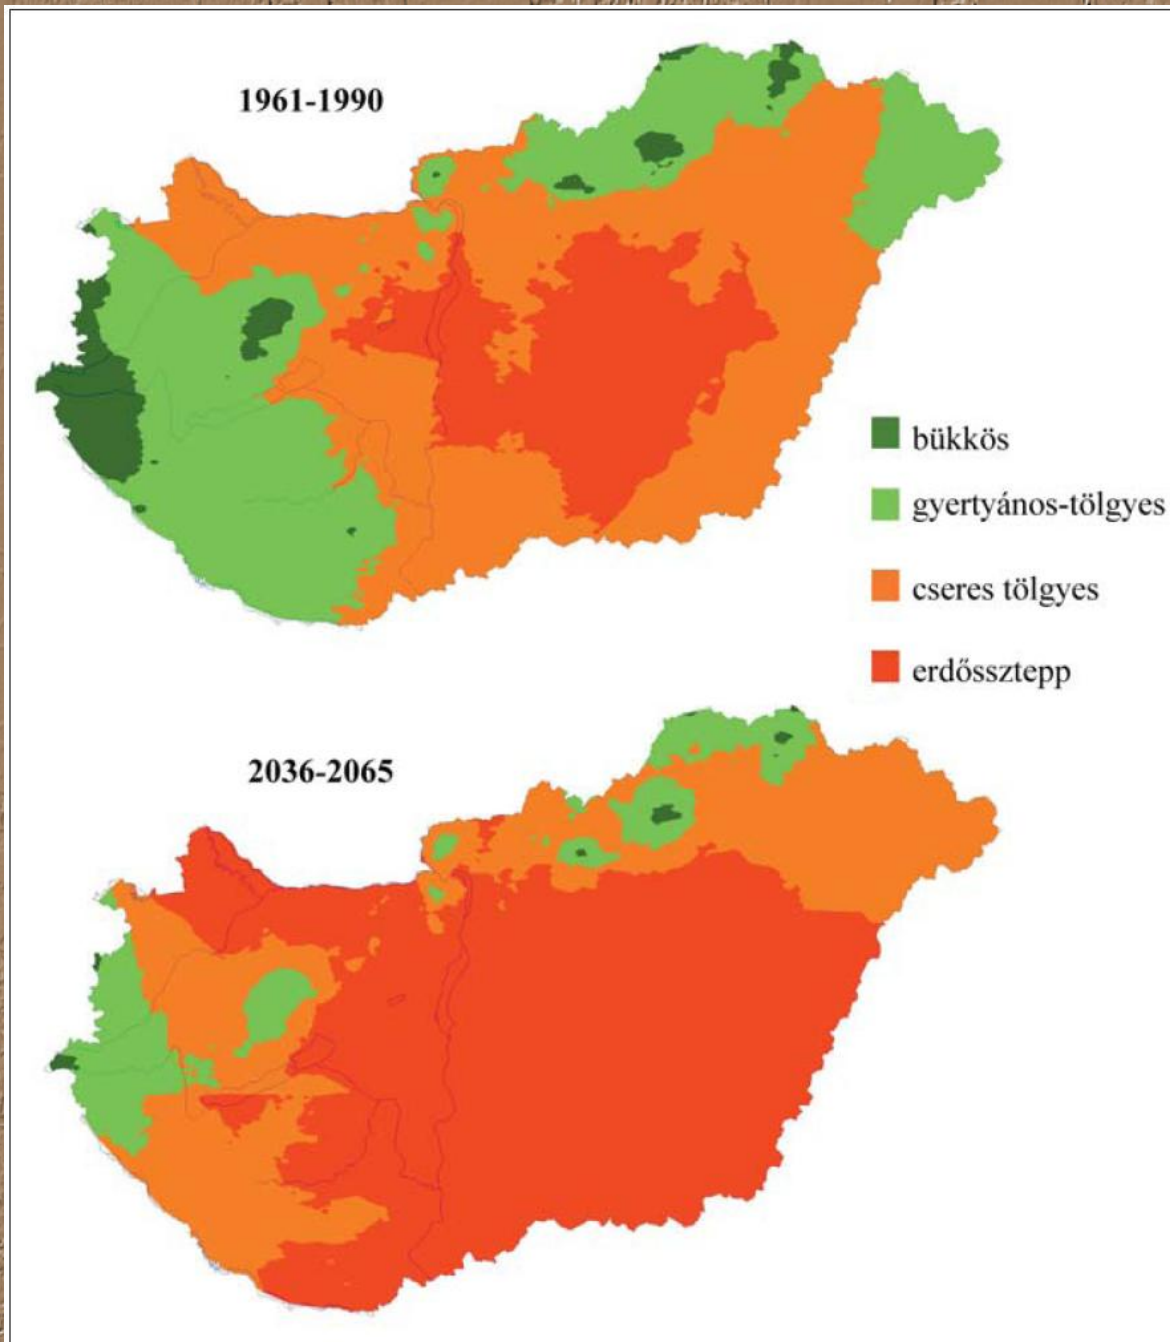 1961-1990
bükkös
gyertyános-tölgyes
cseres tölgyes
erdőssztepp
2036-2065